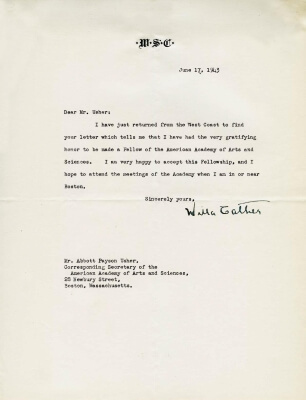 ·W·S·C·
June 17, 1943
Dear Mr. Usher:
I have just returned from the West Coast to find
your letter which tells me that I have had the very gratifying
honor to be made a Fellow of the American Academy of Arts and
Sciences. I am very happy to accept this Fellowship, and I
hope to attend the meetings of the Academy when I am in or near
Boston.
Sincerely yours,
Willa Cather
Mr. Abbott Payson Usher,
Corresponding Secretary of the
American Academy of Arts and Sciences,
28 Newbury Street,
Boston, Massachusetts.